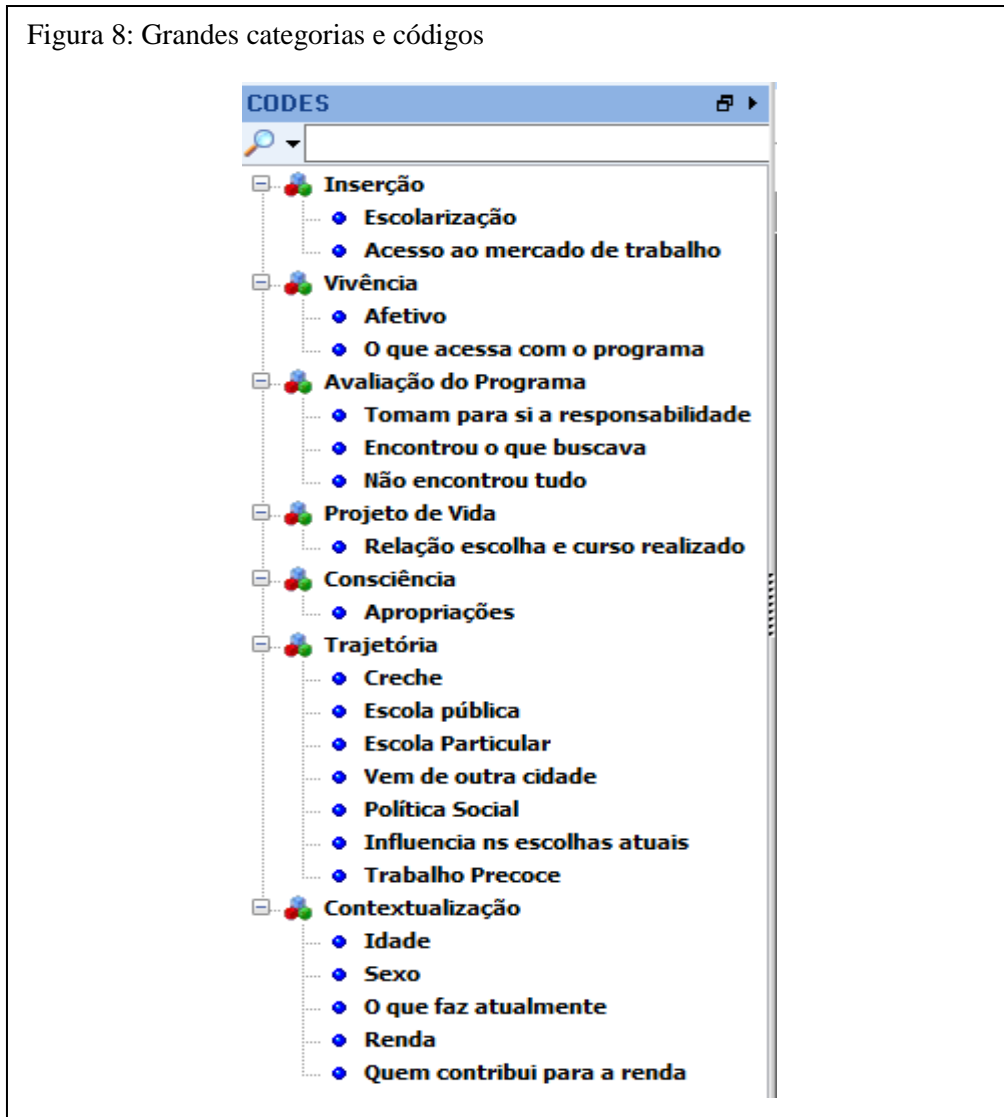 Figura 8: Grandes categorias e códigos
CODES
Inserção
Escolarização
Acesso ao mercado de trabalho
Vivência
Afetivo
O que acessa com o programa
Avaliação do Programa
Tomam para si a responsabilidade
Encontrou o que buscava
Não encontrou tudo
Projeto de Vida
Relação escolha e curso realizado
Consciência
Apropriações
Trajetória
Creche
Escola pública
Escola Particular
Vem de outra cidade
Política Social
Influencia ns escolhas atuais
Trabalho Precoce
Contextualização
Idade
Sexo
O que faz atualmente
Renda
Quem contribui para a renda